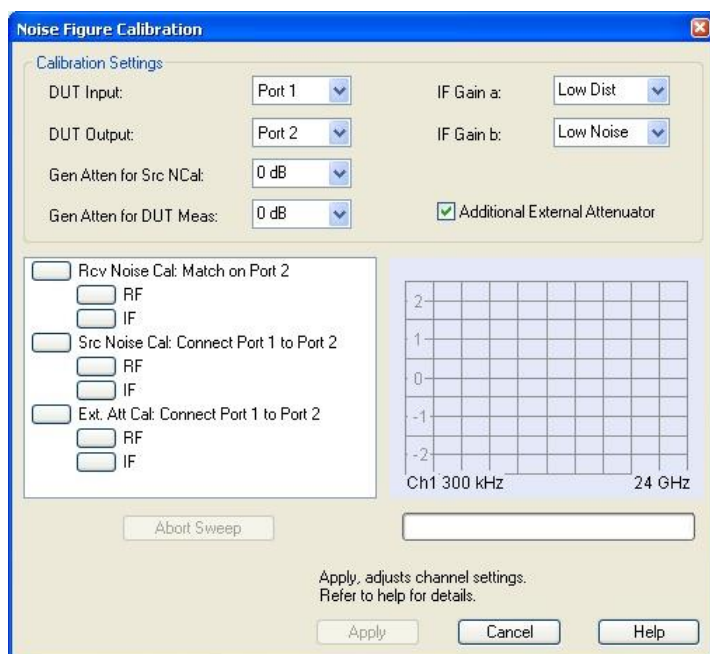 Noise Figure Calibration
Calibration Settings
DUT Input: Port 1 IF Gain a: Low Dist
DUT Output: Port 2 IF Gain b: Low Noise
Gen Atten for Src NCal: 0 dB
Gen Atten for DUT Meas: 0 dB Additional External Attenuator
Rcv Noise Cal: Match on Port 2
RF
IF
Src Noise Cal: Connect Port 1 to Port 2
RF
IF
Ext. Att Cal: Connect Port 1 to Port 2
RF
IF
2
1
0
-1
-2
Ch1 300 kHz 24 GHz
Abort Sweep
Apply, adjusts channel settings.
Refer to help for details.
Apply Cancel Help